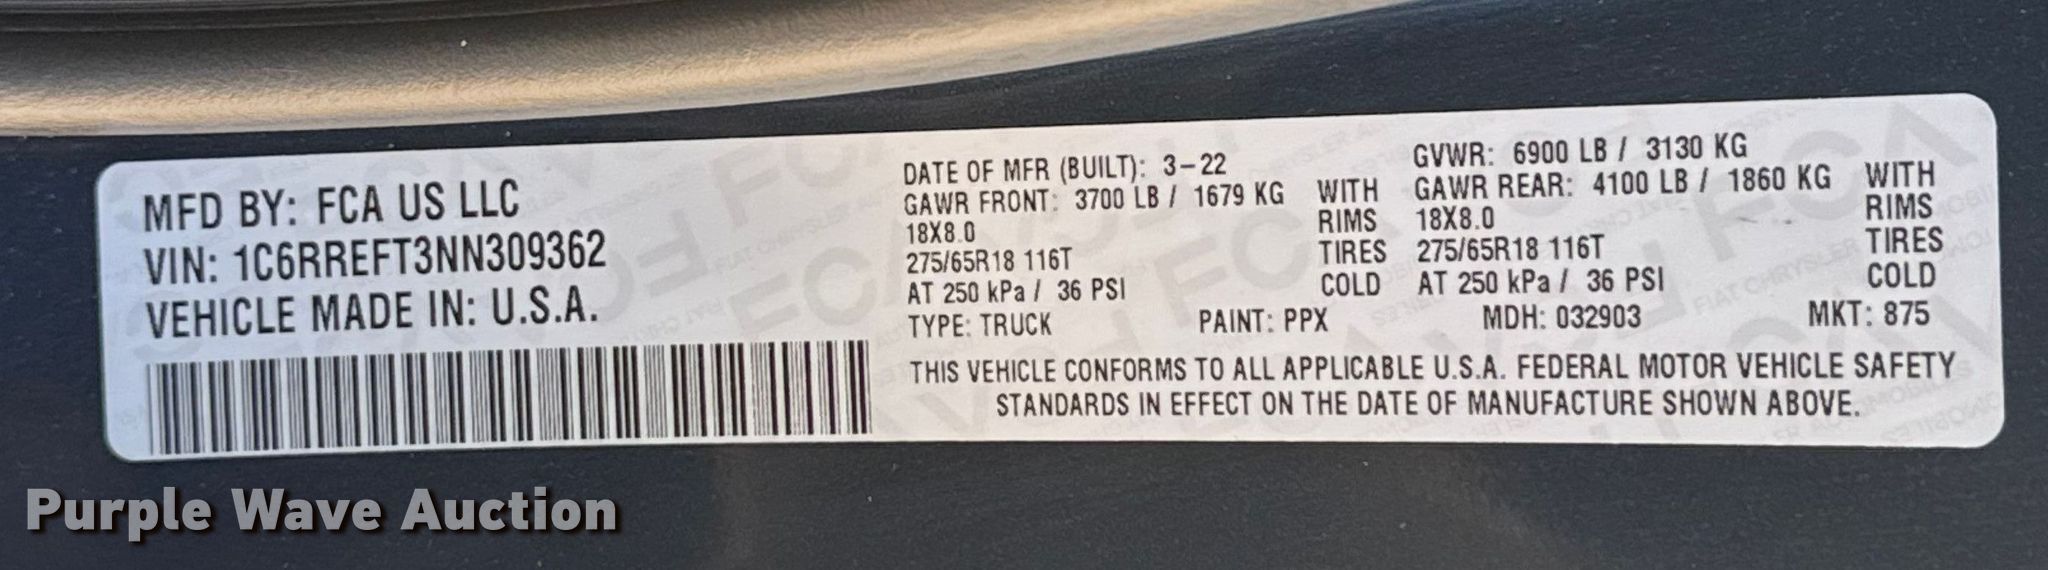 MFD BY: FCA US LLC
VIN: 1C6RREFT3NN309362
VEHICLE MADE IN: U.S.A.
DATE OF MFR (BUILT): 3-22
GAWR FRONT: 3700 LB / 1679 KG WITH
18X8.0 RIMS
275/65R18 116T TIRES
AT 250 kPa / 36 PSI COLD
GVWR: 6900 LB / 3130 KG
GAWR REAR: 4100 LB / 1860 KG WITH
18X8.0 RIMS
275/65R18 116T TIRES
AT 250 kPa / 36 PSI COLD
TYPE: TRUCK PAINT: PPX MDH: 032903 MKT: 875
THIS VEHICLE CONFORMS TO ALL APPLICABLE U.S.A. FEDERAL MOTOR VEHICLE SAFETY
STANDARDS IN EFFECT ON THE DATE OF MANUFACTURE SHOWN ABOVE.
Purple Wave Auction